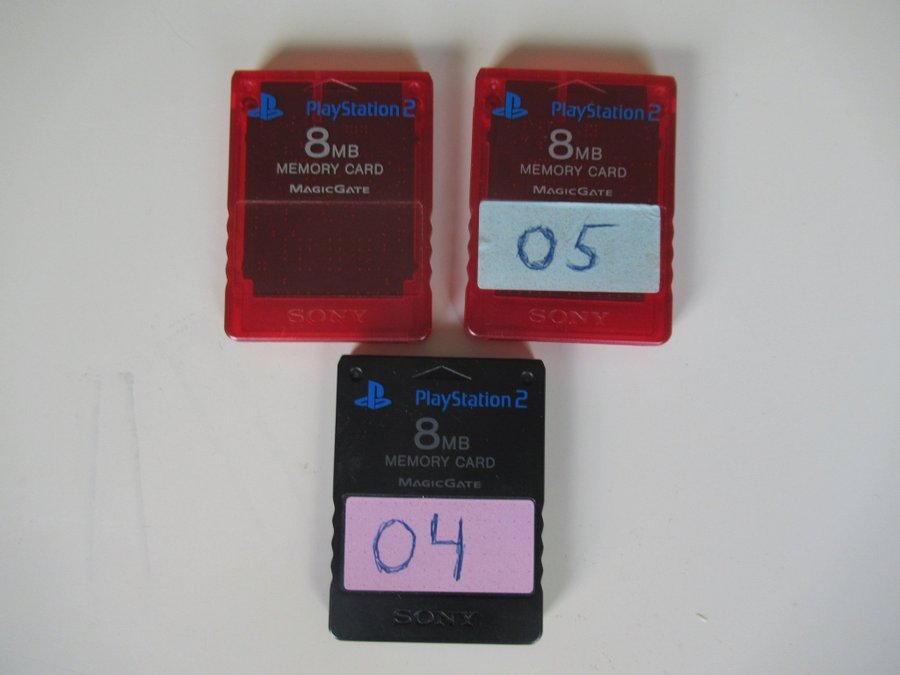 PlayStation 2
8MB
MEMORY CARD
MAGICGATE
SONY
PlayStation 2
8MB
MEMORY CARD
MAGICGATE
05
SONY
PlayStation 2
8MB
MEMORY CARD
MAGICGATE
04
SONY